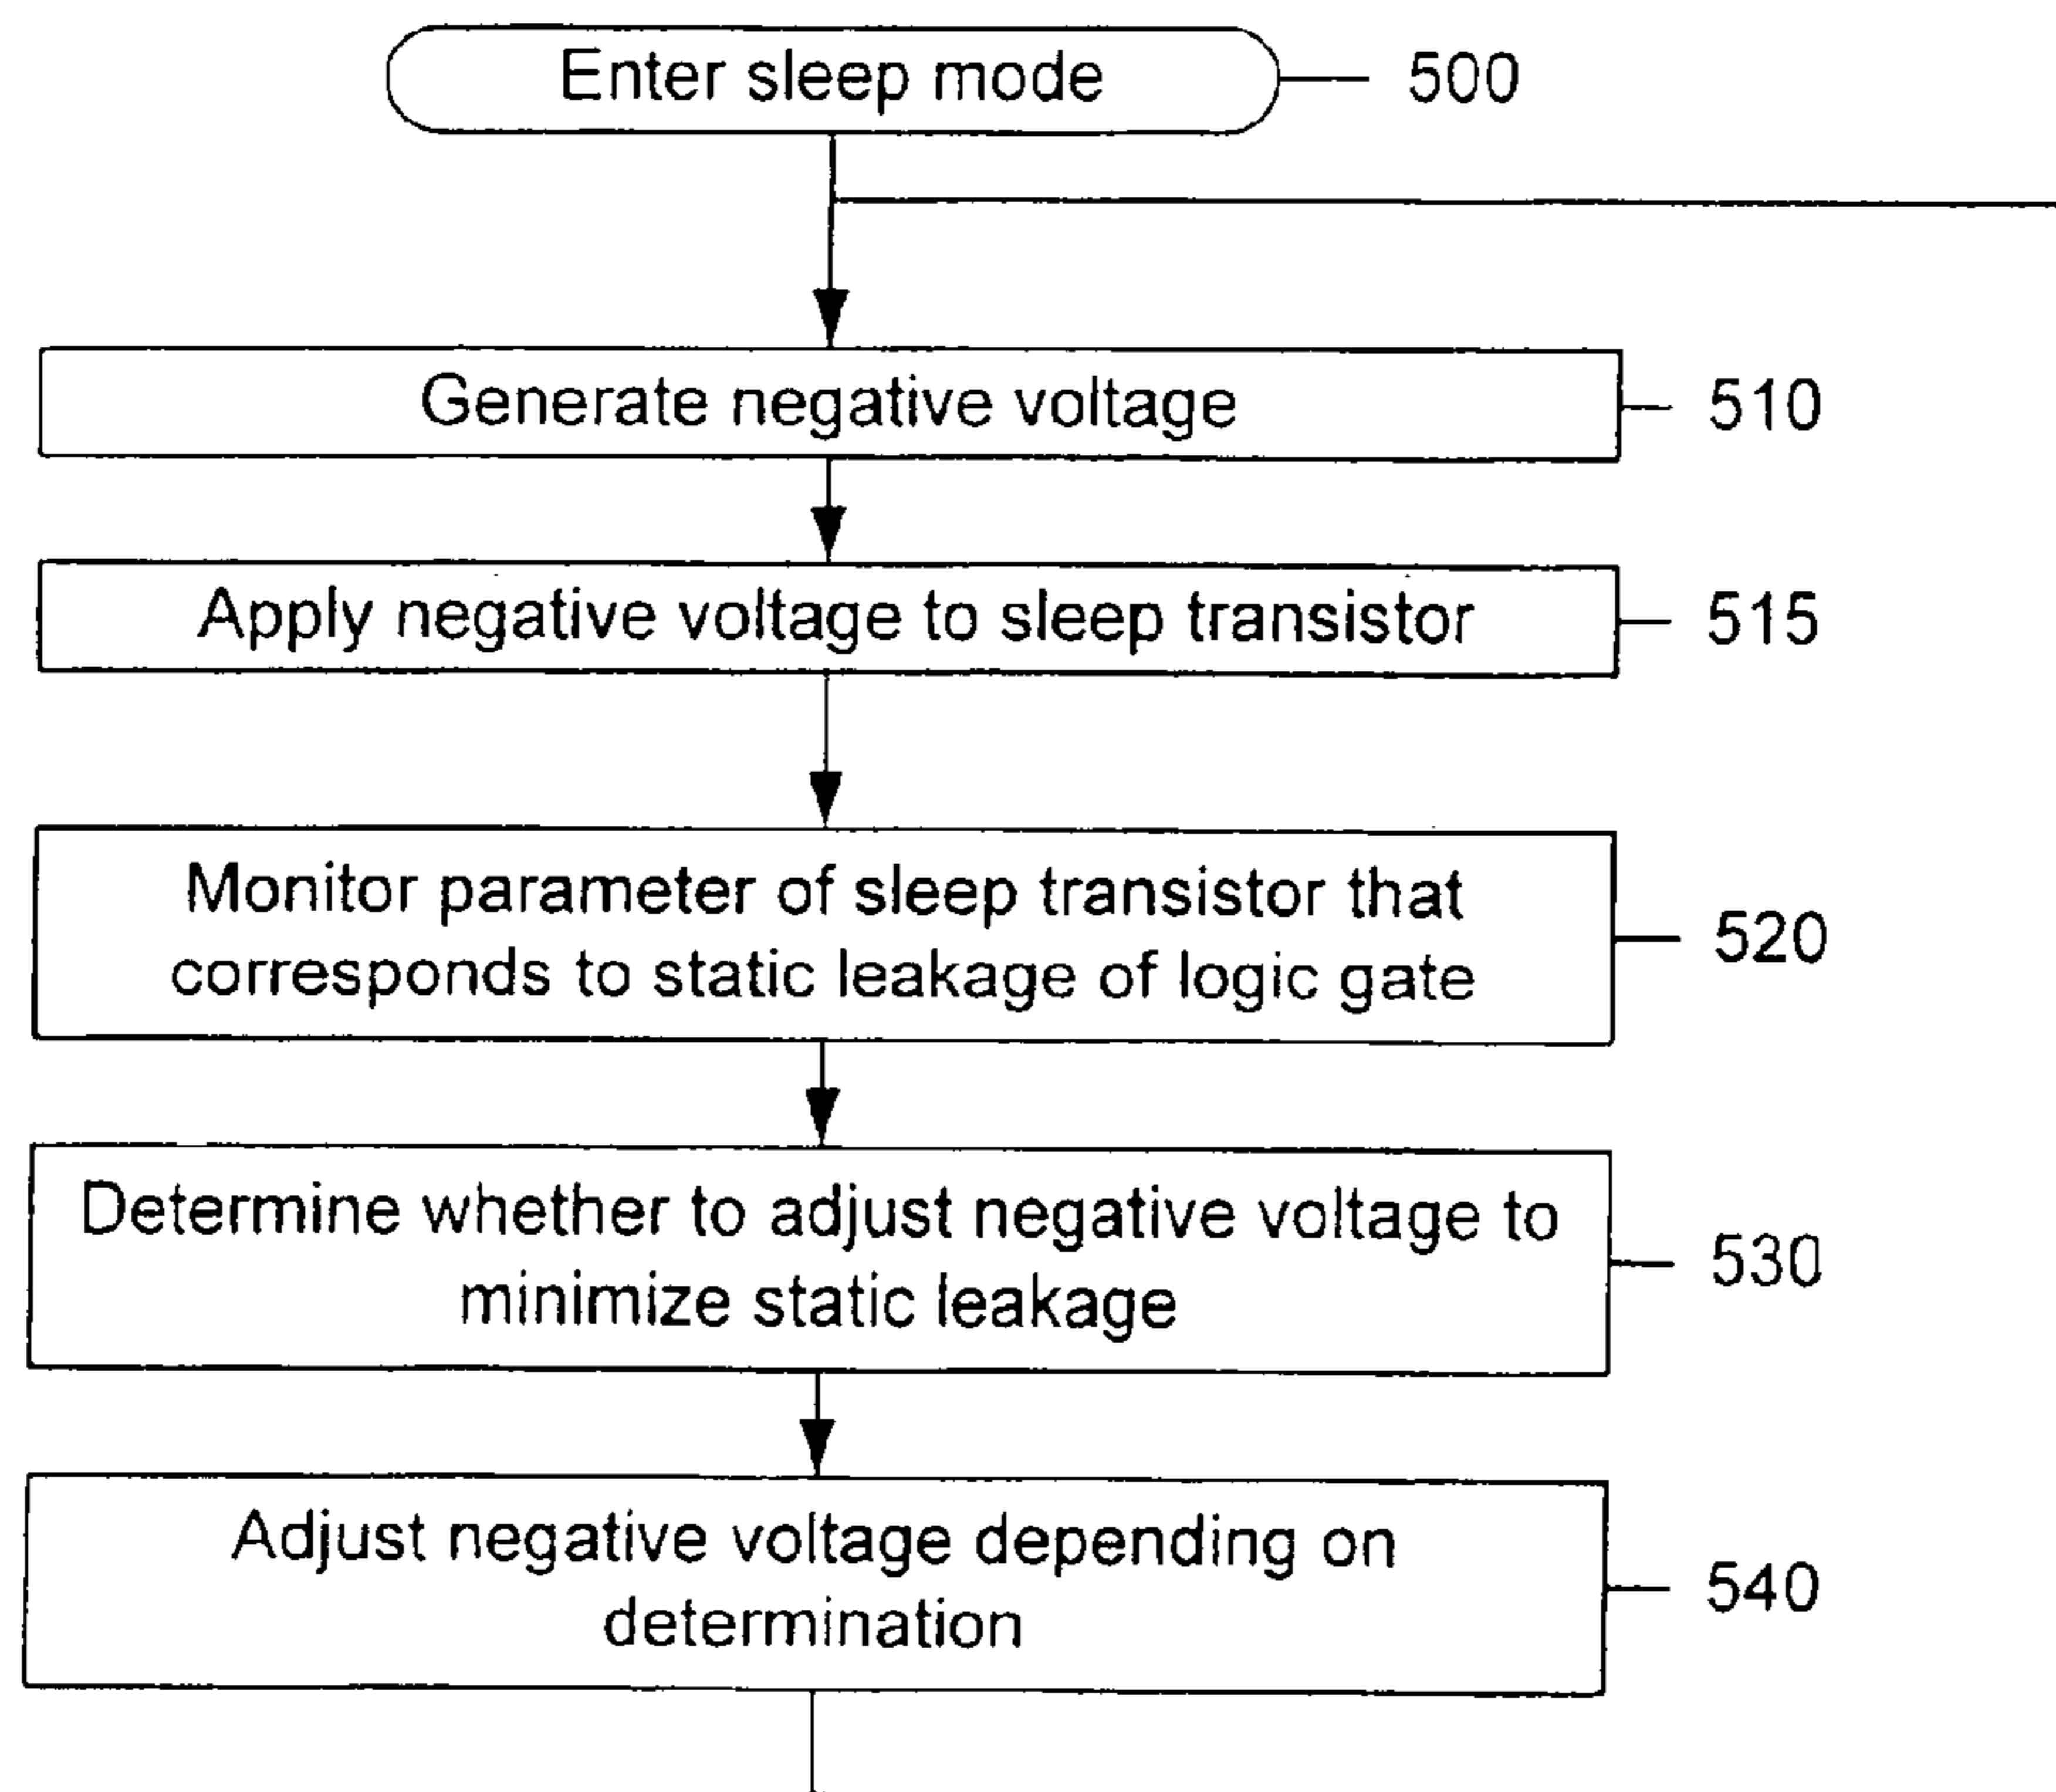 Enter sleep mode 500
Generate negative voltage 510
Apply negative voltage to sleep transistor 515
Monitor parameter of sleep transistor that
corresponds to static leakage of logic gate
520
Determine whether to adjust negative voltage to
minimize static leakage
530
Adjust negative voltage depending on
determination
540